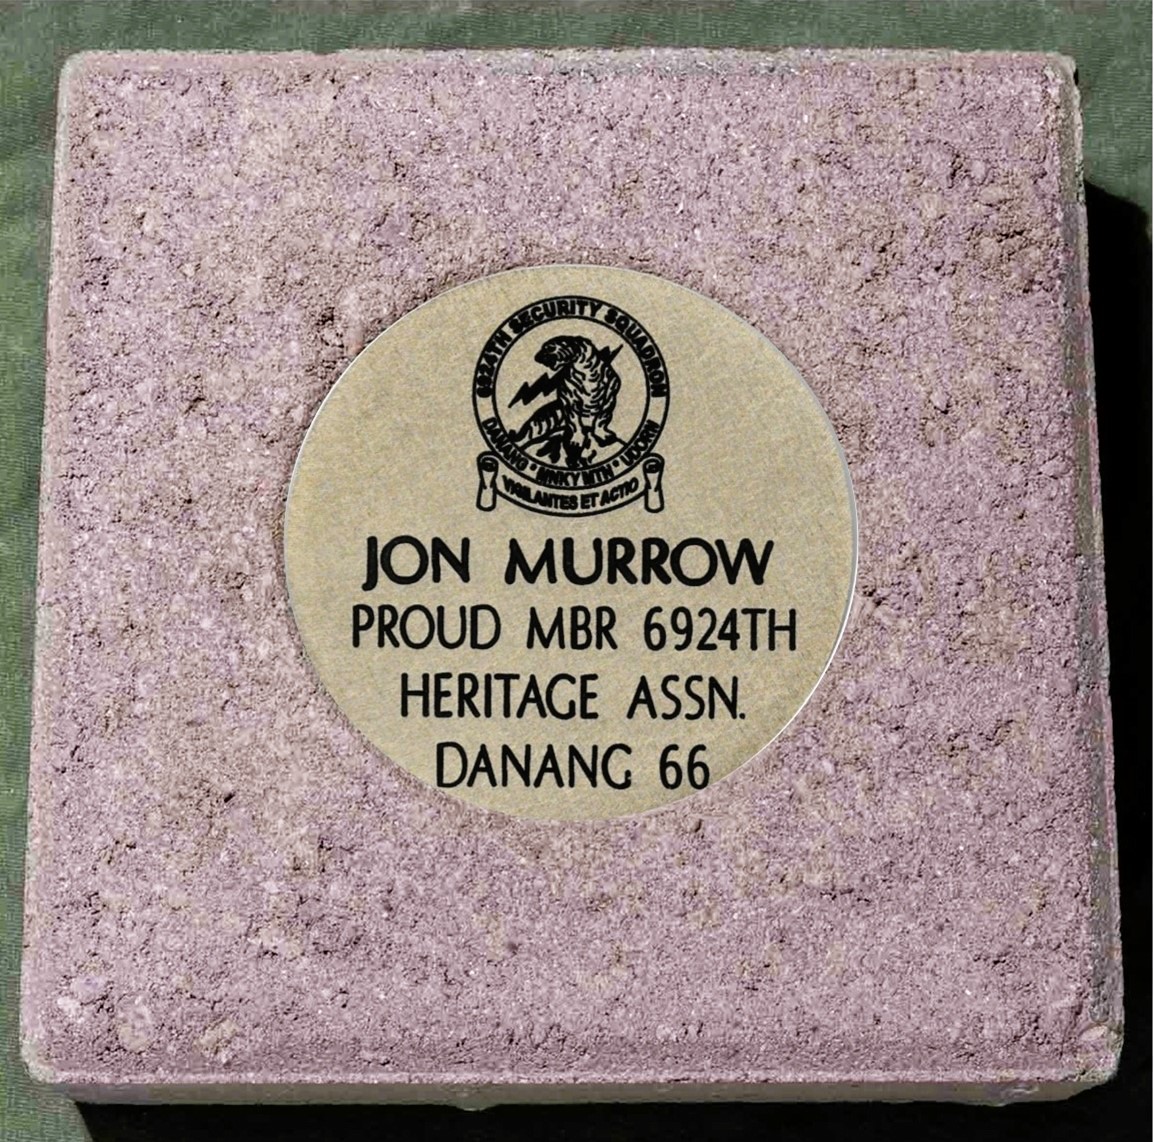 6924TH SECURITY SQUADRON
DANANG * MNKY MTN * UDORN
VIGILANTES ET ACTIO
JON MURROW
PROUD MBR 6924TH
HERITAGE ASSN.
DANANG 66